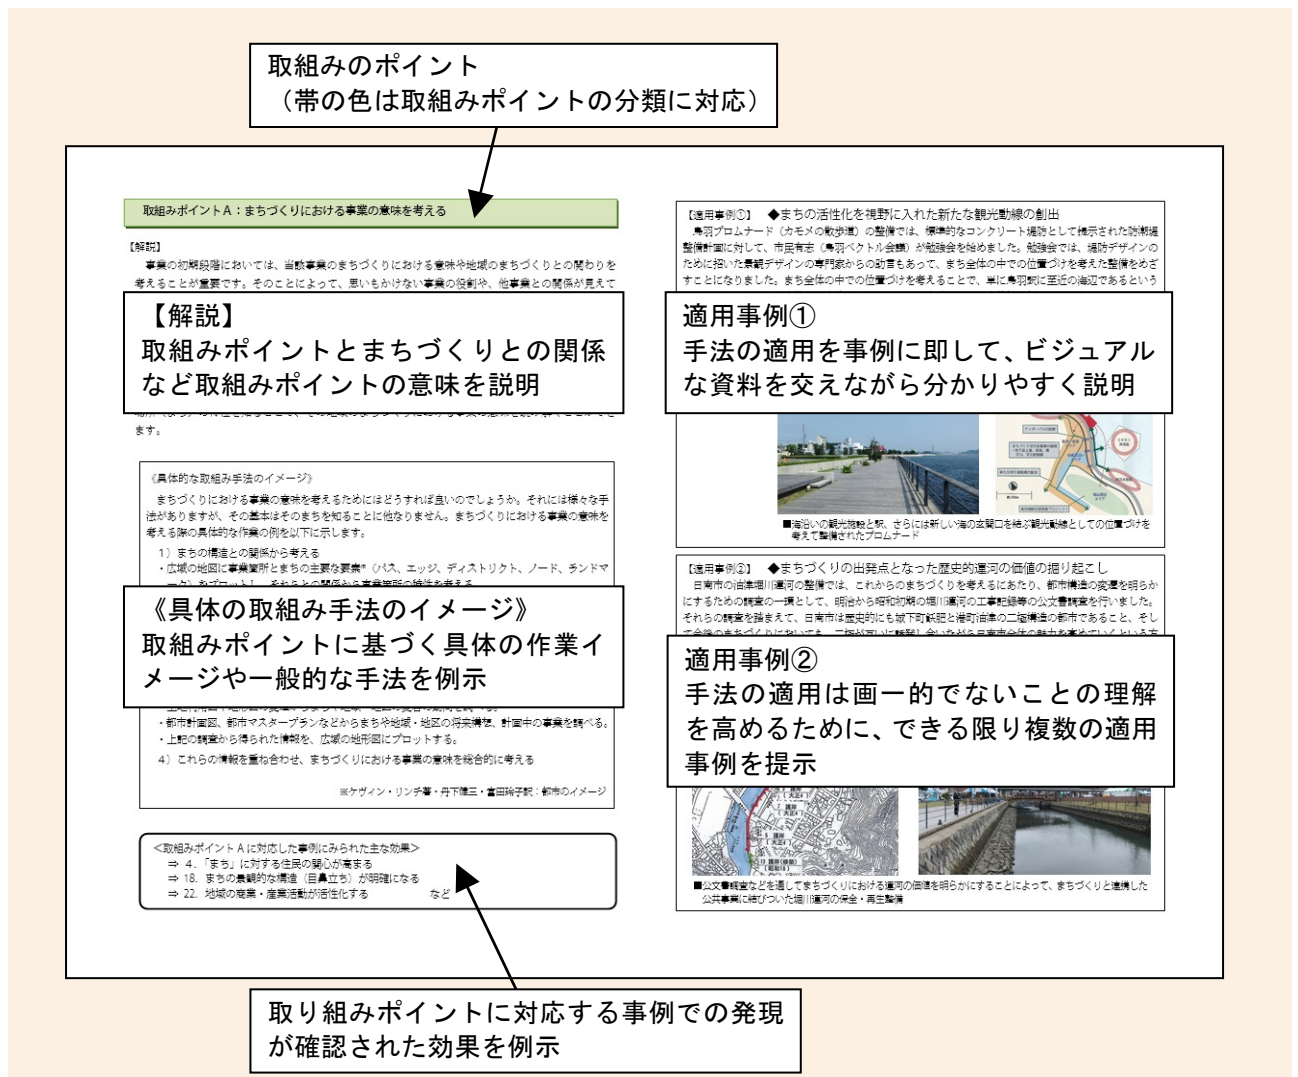 取組みのポイント
（帯の色は取組みポイントの分類に対応）
取組みポイントＡ：まちづくりにおける事業の意味を考える
【解説】
事業の初期段階においては、当該事業のまちづくりにおける意味や地域のまちづくりとの関わりを
考えることが重要です。そのことによって、思いもかけない事業の役割や、他事業との関係が見えて
【解説】
取組みポイントとまちづくりとの関係
など取組みポイントの意味を説明
ます。
《具体的な取組み手法のイメージ》
まちづくりにおける事業の意味を考えるためにはどうすれば良いのでしょうか。それには様々な手
法がありますが、その基本はそのまちを知ることに他なりません。まちづくりにおける事業の意味を
考える際の具体的な作業の例を以下に示します。
１）まちの構造との関係から考える
・広域の地図に事業箇所とまちの主要な要素※（パス、エッジ、ディストリクト、ノード、ランドマ
《具体の取組み手法のイメージ》
取組みポイントに基づく具体の作業イ
メージや一般的な手法を例示
・都市計画図、都市マスタープランなどからまちや地域・地区の将来構想、計画中の事業を調べる。
・上記の調査から得られた情報を、広域の地形図にプロットする。
４）これらの情報を重ね合わせ、まちづくりにおける事業の意味を総合的に考える
※ケヴィン・リンチ著・丹下健三・富田玲子訳：都市のイメージ
＜取組みポイントＡに対応した事例にみられた主な効果＞
⇒ 4. 「まち」に対する住民の関心が高まる
⇒ 18. まちの景観的な構造（目鼻立ち）が明確になる
⇒ 22. 地域の商業・産業活動が活性化する　など
【適用事例①】　◆まちの活性化を視野に入れた新たな観光動線の創出
鳥羽プロムナード（カモメの散歩道）の整備では、標準的なコンクリート堤防として提示された防潮堤
整備計画に対して、市民有志（鳥羽ベクトル会議）が勉強会を始めました。勉強会では、堤防デザインの
ために招いた景観デザインの専門家からの助言もあって、まち全体の中での位置づけを考えた整備をめざ
すことになりました。まち全体の中での位置づけを考えることで、単に鳥羽駅に至近の海辺であるという
適用事例①
手法の適用を事例に即して、ビジュアル
な資料を交えながら分かりやすく説明
■海沿いの観光施設と駅、さらには新しい海の玄関口を結ぶ観光動線としての位置づけを
考えて整備されたプロムナード
【適用事例②】　◆まちづくりの出発点となった歴史的運河の価値の掘り起こし
日南市の油津堀川運河の整備では、これからのまちづくりを考えるにあたり、都市構造の変遷を明らか
にするための調査の一環として、明治から昭和初期の堀川運河の工事記録等の公文書調査を行いました。
それらの調査を踏まえて、日南市は歴史的にも城下町飫肥と港町油津の二極構造の都市であること、そし
適用事例②
手法の適用は画一的でないことの理解
を高めるために、できる限り複数の適用
事例を提示
■公文書調査などを通してまちづくりにおける運河の価値を明らかにすることによって、まちづくりと連携した
公共事業に結びついた堀川運河の保全・再生整備
取り組みポイントに対応する事例での発現
が確認された効果を例示